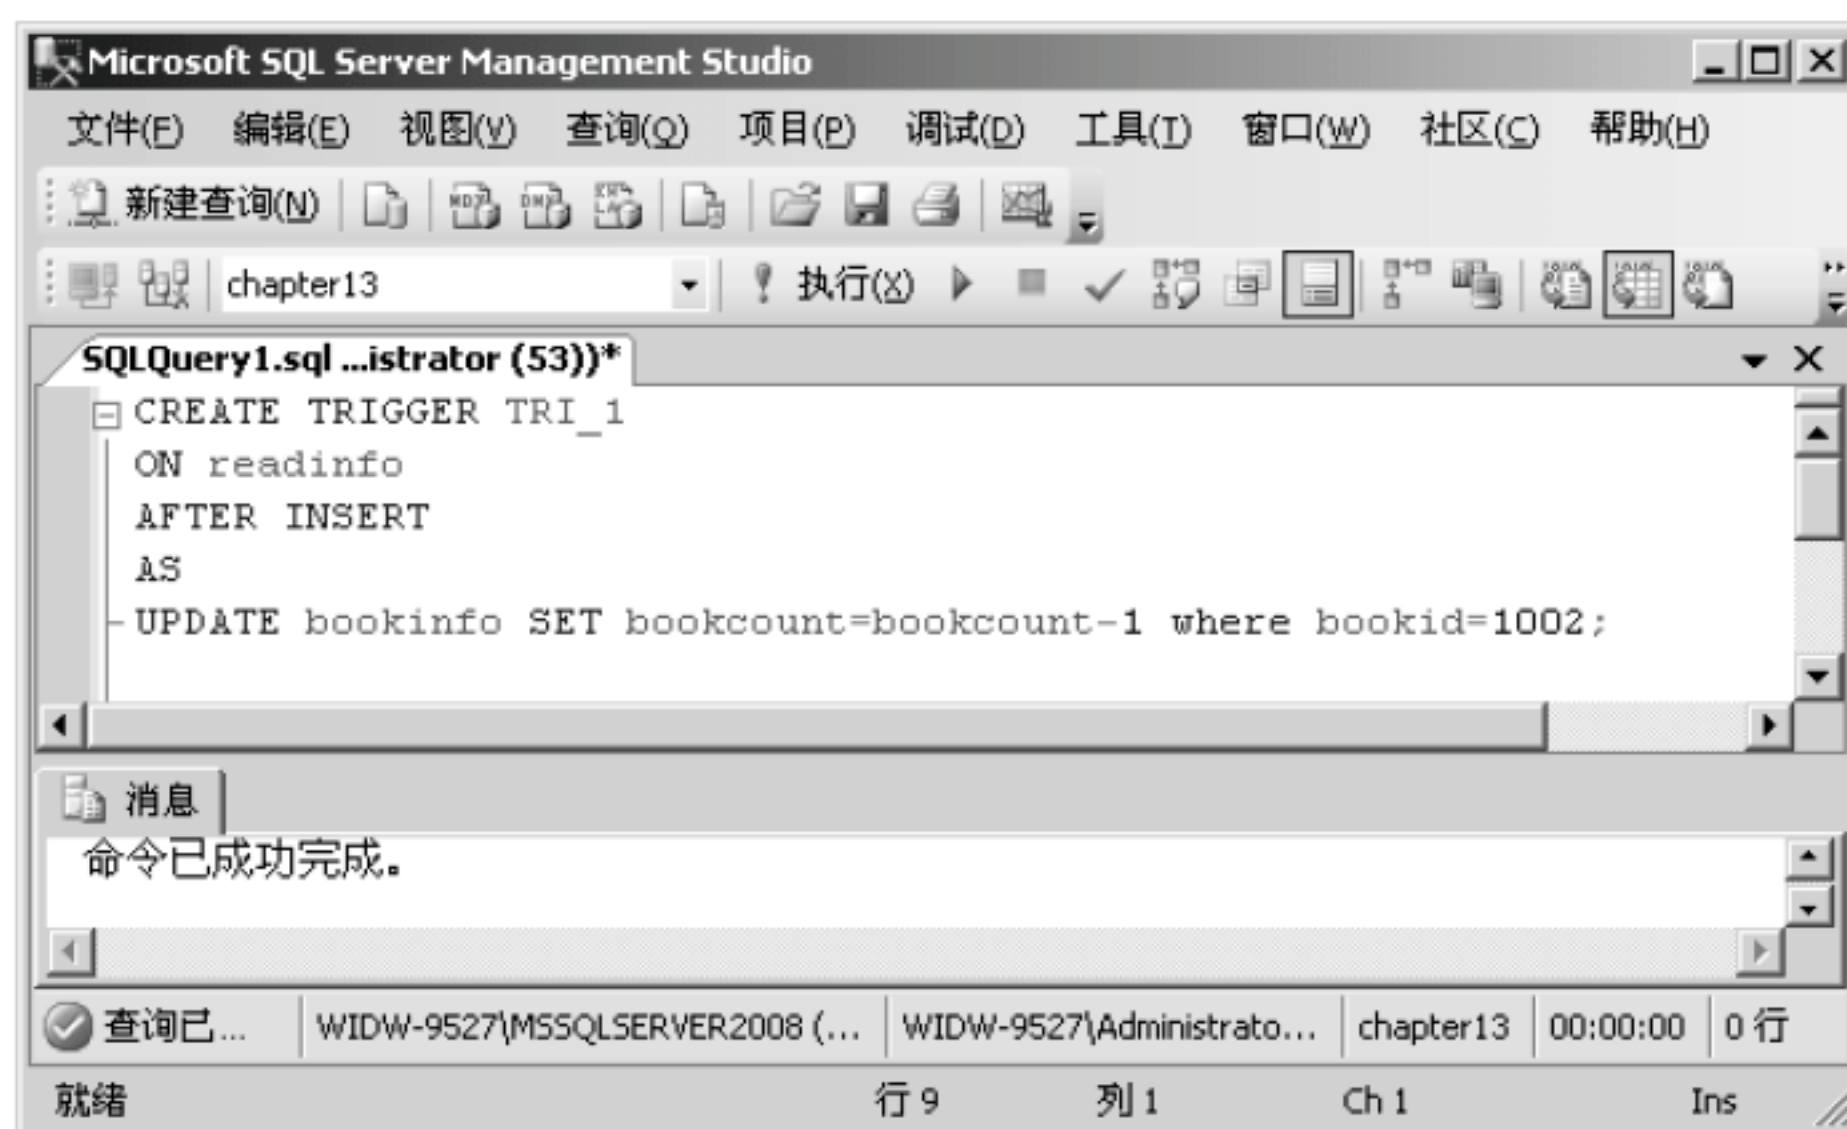 Microsoft SQL Server Management Studio
文件(F) 编辑(E) 视图(V) 查询(Q) 项目(P) 调试(D) 工具(T) 窗口(W) 社区(C) 帮助(H)
新建查询(N)
chapter13 执行(X)
SQLQuery1.sql ...istrator (53))*
CREATE TRIGGER TRI_1
ON readinfo
AFTER INSERT
AS
UPDATE bookinfo SET bookcount=bookcount-1 where bookid=1002;
消息
命令已成功完成。
查询已... WIDW-9527\MSSQLSERVER2008 (... WIDW-9527\Administrato... chapter13 00:00:00 0 行
就绪 行 9 列 1 Ch 1 Ins